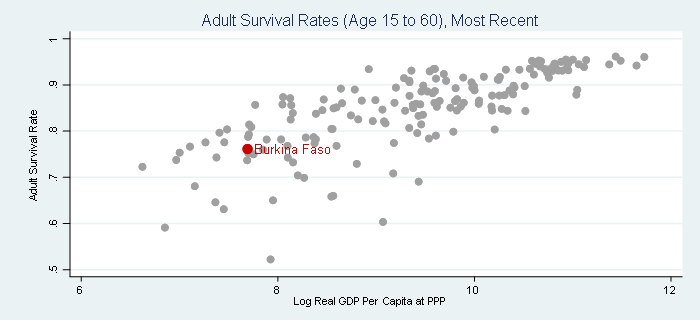 Adult Survival Rates (Age 15 to 60), Most Recent
Adult Survival Rate
1
.9
.8
.7
.6
.5
Burkina Faso
6
8
10
12
Log Real GDP Per Capita at PPP